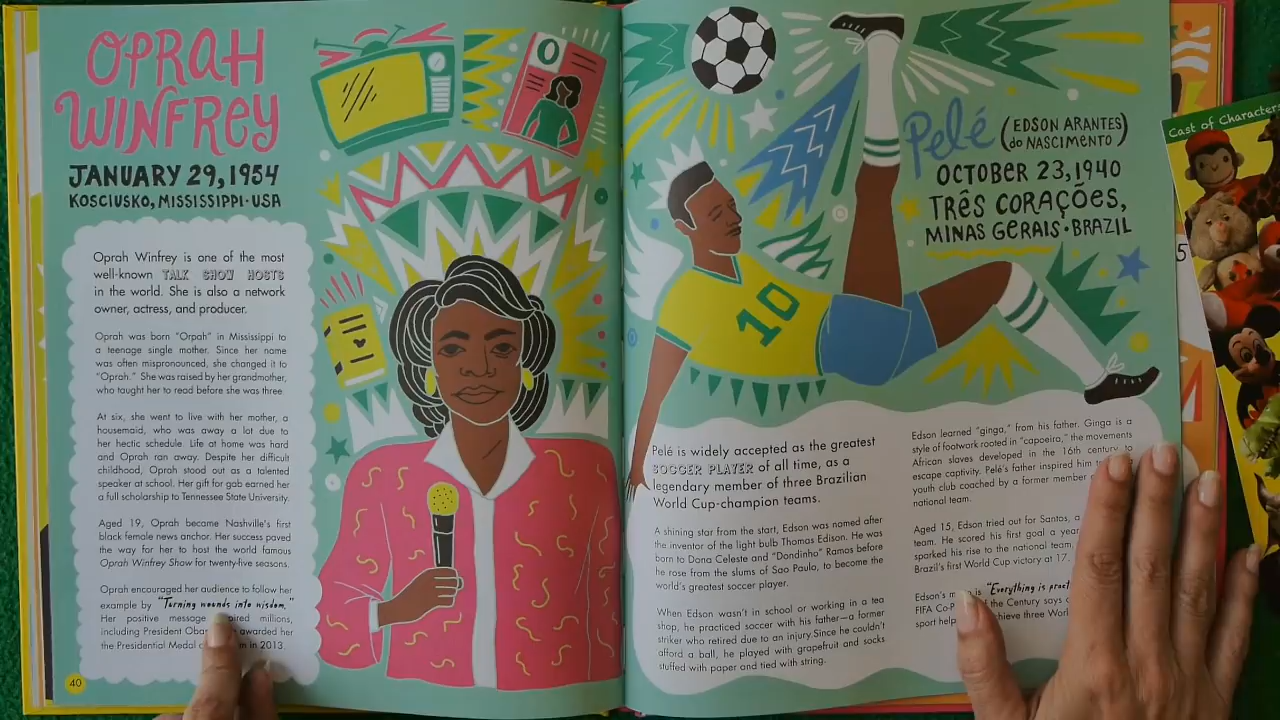 OPRAH
WINFREY
JANUARY 29, 1954
KOSCIUSKO, MISSISSIPPI • USA
Oprah Winfrey is one of the most
well-known TALK SHOW HOSTS
in the world. She is also a network
owner, actress, and producer.
Oprah was born "Orpah" in Mississippi to
a teenage single mother. Since her name
was often mispronounced, she changed it to
"Oprah." She was raised by her grandmother,
who taught her to read before she was three.
At six, she went to live with her mother, a
housemaid, who was away a lot due to
her hectic schedule. Life at home was hard
and Oprah ran away. Despite her difficult
childhood, Oprah stood out as a talented
speaker at school. Her gift for gab earned her
a full scholarship to Tennessee State University.
Aged 19, Oprah became Nashville's first
black female news anchor. Her success paved
the way for her to host the world famous
Oprah Winfrey Show for twenty-five seasons.
Oprah encouraged her audience to follow her
example by "Turning wounds into wisdom."
Her positive message millions,
including President awarded her
the Presidential Medal in 2013.
40
O
Pelé (EDSON ARANTES
do NASCIMENTO)
OCTOBER 23, 1940
TRÊS CORAÇÕES,
MINAS GERAIS • BRAZIL
10
Pelé is widely accepted as the greatest
SOCCER PLAYER of all time, as a
legendary member of three Brazilian
World Cup-champion teams.
A shining star from the start, Edson was named after
the inventor of the light bulb Thomas Edison. He was
born to Dona Celeste and "Dondinho" Ramos before
he rose from the slums of Sao Paulo, to become the
world's greatest soccer player.
When Edson wasn't in school or working in a tea
shop, he practiced soccer with his father—a former
striker who retired due to an injury. Since he couldn't
afford a ball, he played with grapefruit and socks
stuffed with paper and tied with string.
Edson learned "ginga," from his father. Ginga is a
style of footwork rooted in "capoeira," the movements
African slaves developed in the 16th century to
escape captivity. Pelé's father inspired him
youth club coached by a former member
national team.
Aged 15, Edson tried out for Santos, a
team. He scored his first goal a year
sparked his rise to the national team,
Brazil's first World Cup victory at 17.
Edson's is "Everything is
FIFA the Century says
sport three
Cast of Characters
5